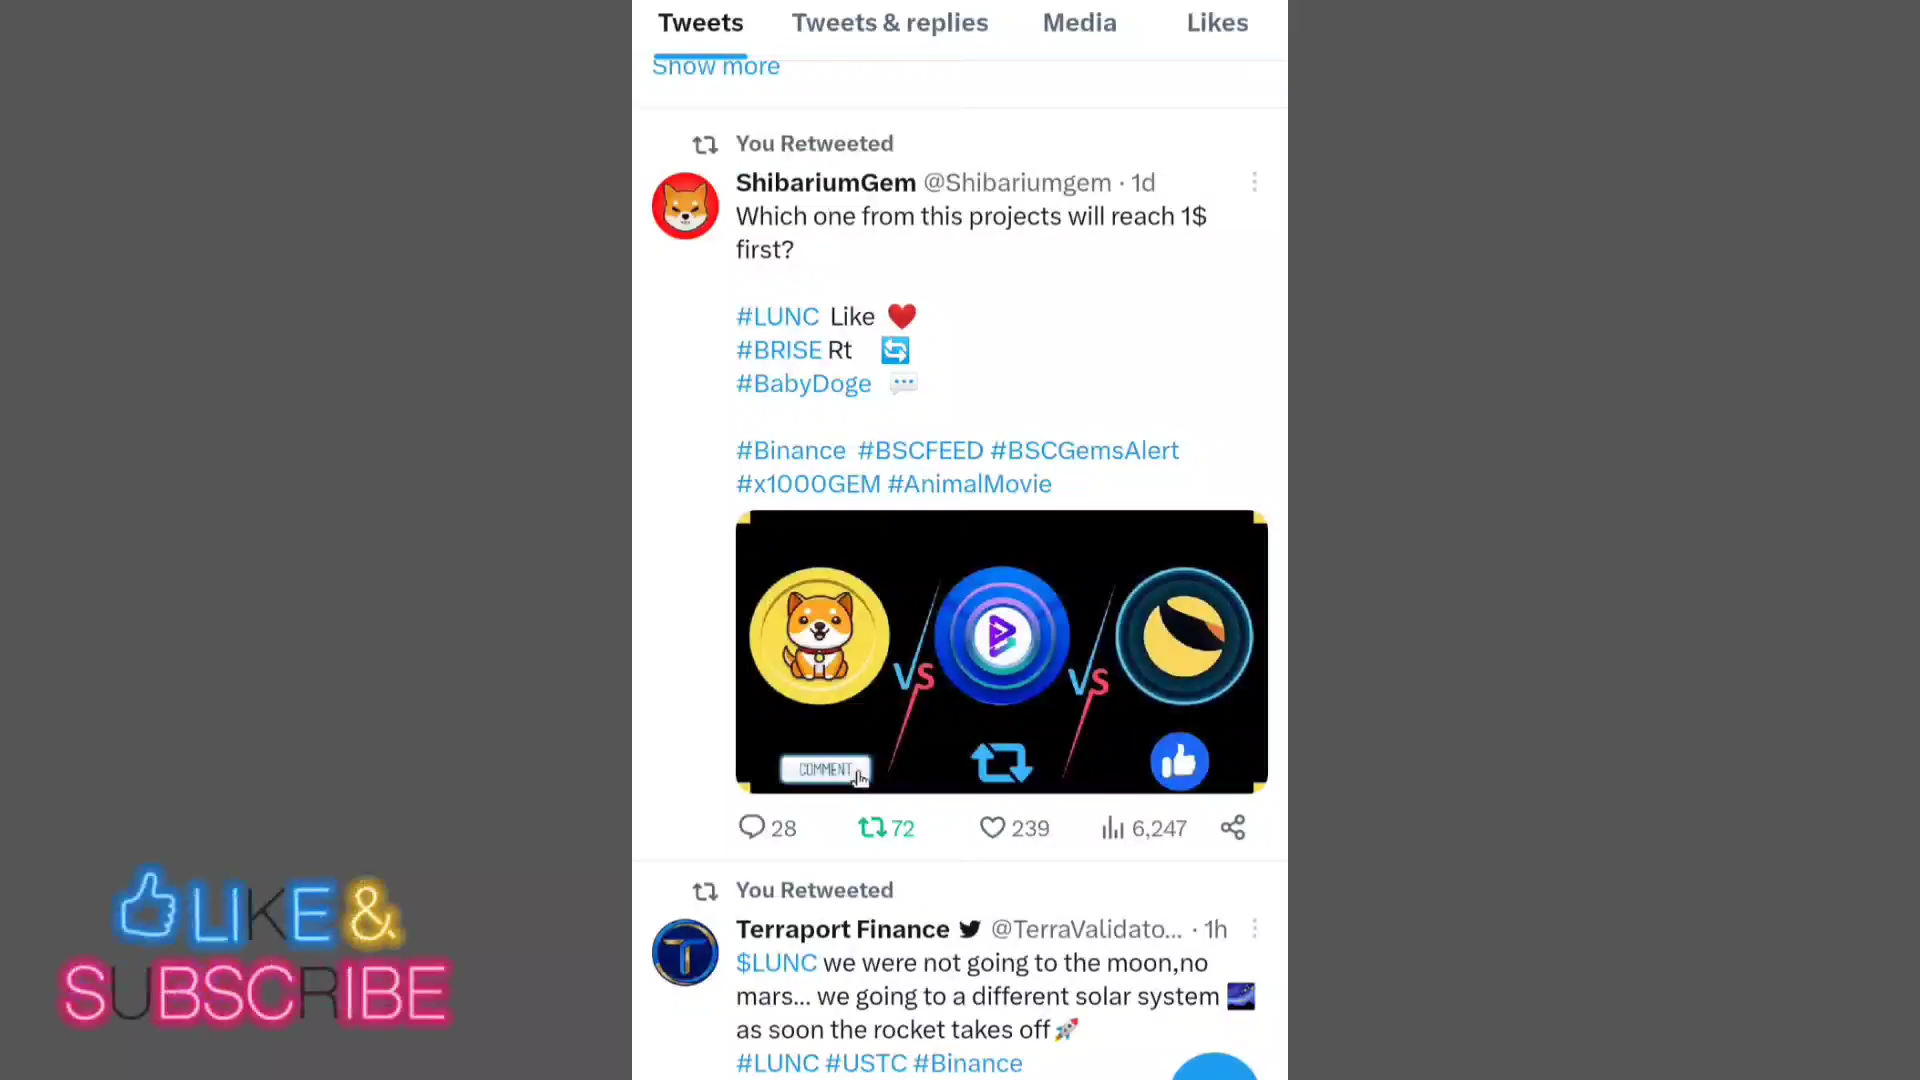 Tweets Tweets & replies Media Likes
Show more
You Retweeted
ShibariumGem @Shibariumgem · 1d
Which one from this projects will reach 1$
first?
#LUNC Like ❤️
#BRISE Rt 🔄
#BabyDoge 💬
#Binance #BSCFEED #BSCGemsAlert
#x1000GEM #AnimalMovie
VS VS
COMMENT
28 72 239 6,247
You Retweeted
Terraport Finance @TerraValidato... · 1h
$LUNC we were not going to the moon,no
mars... we going to a different solar system 🌌
as soon the rocket takes off🚀
#LUNC #USTC #Binance
LIKE &
SUBSCRIBE